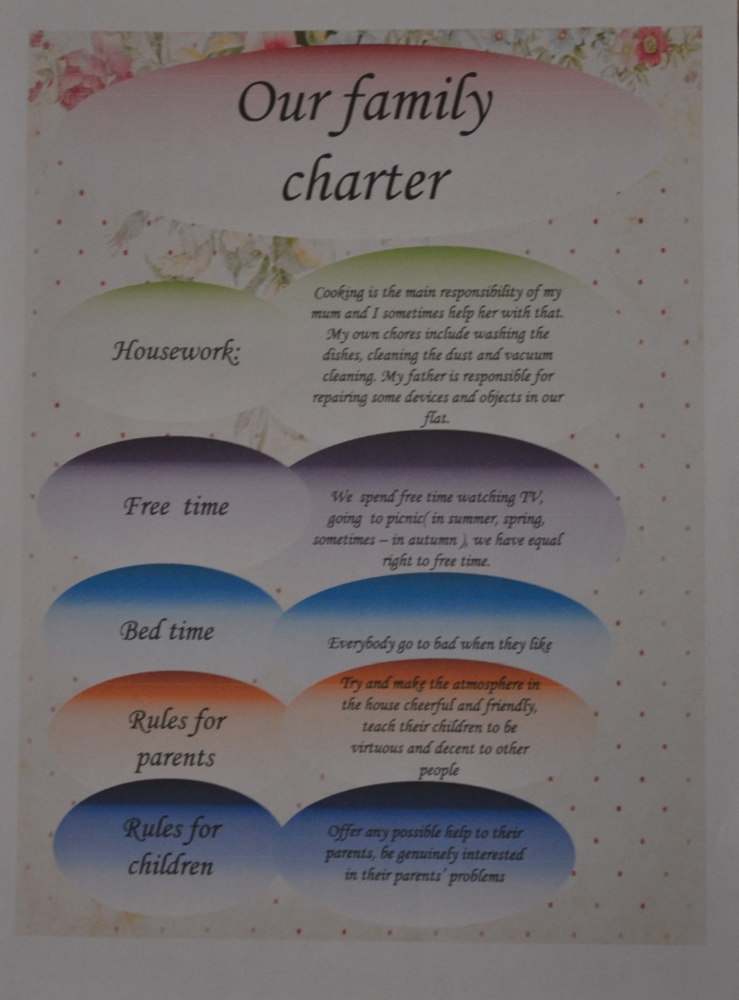 Our family
charter
Housework:
Cooking is the main responsibility of my
mum and I sometimes help her with that.
My own chores include washing the
dishes, cleaning the dust and vacuum
cleaning. My father is responsible for
repairing some devices and objects in our
flat.
Free time
We spend free time watching TV,
going to picnic( in summer, spring,
sometimes – in autumn ), we have equal
right to free time.
Bed time
Everybody go to bad when they like
Rules for
parents
Try and make the atmosphere in
the house cheerful and friendly,
teach their children to be
virtuous and decent to other
people
Rules for
children
Offer any possible help to their
parents, be genuinely interested
in their parents' problems